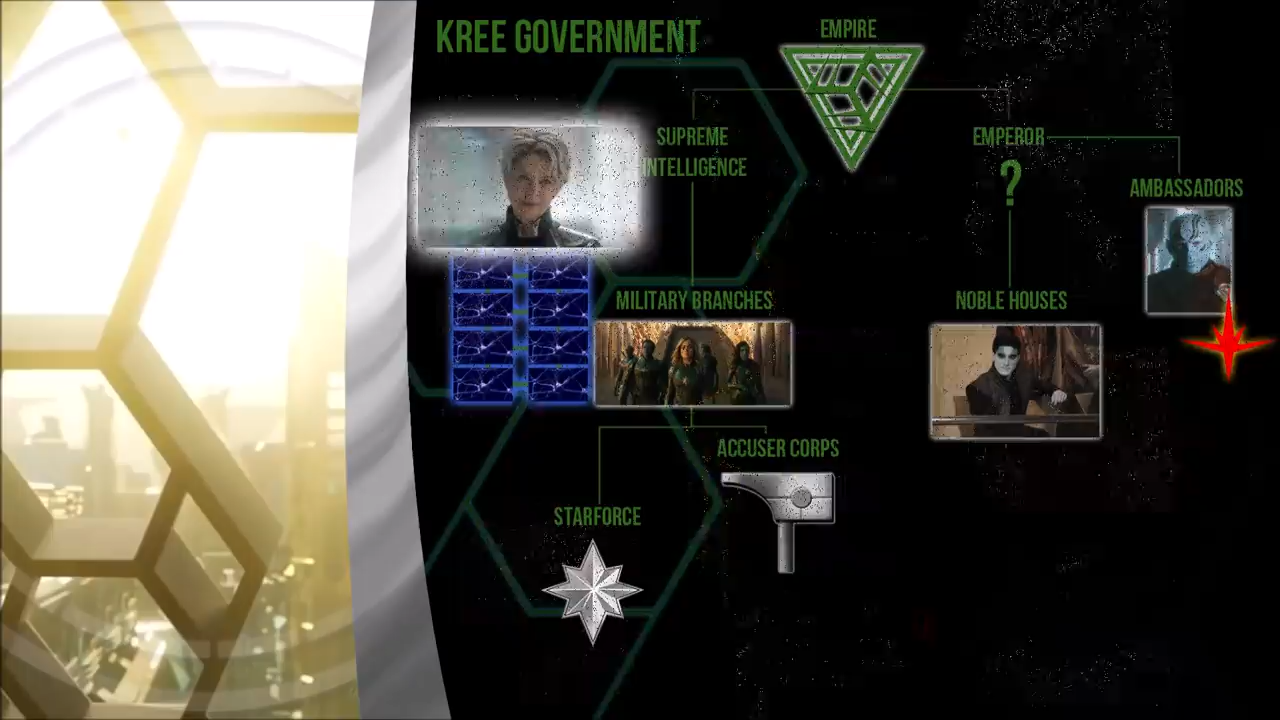 KREE GOVERNMENT
EMPIRE
SUPREME
INTELLIGENCE
EMPEROR
?
AMBASSADORS
MILITARY BRANCHES
NOBLE HOUSES
ACCUSER CORPS
STARFORCE